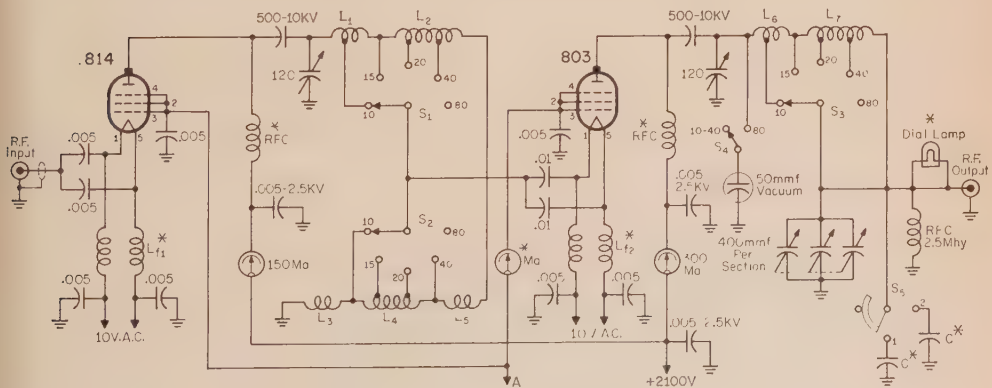 .814
4
2
3
1
5
.005
R.F.
Input
.005
.005
.005
.005
Lf1*
10V.A.C.
500-10KV
120
*
RFC
.005-2.5KV
150Ma
L1
L2
15
20
40
10
S1
80
S2
10
80
15
20
40
L3
L4
L5
803
4
2
3
1
5
.005
.01
.01
*
Ma
.005
.005
Lf2*
A
500-10KV
120
*
RFC
.005
2.5KV
Ma
.005-2.5KV
+2100V
L6
L7
15
20
40
10
S3
80
10-40
80
S4
50mmf
Vacuum
400mmf
Per
Section
*
Dial Lamp
R.F.
Output
RFC
2.5Mhy
S5
2
1
C*
C*